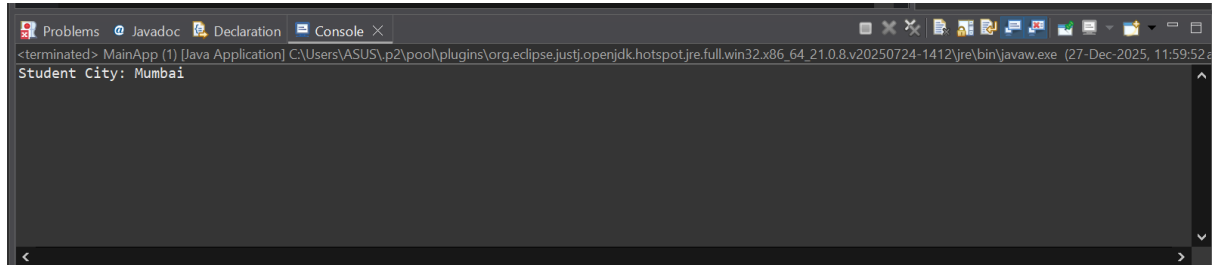 Problems @ Javadoc Declaration Console
<terminated> MainApp (1) [Java Application] C:\Users\ASUS\.p2\pool\plugins\org.eclipse.justj.openjdk.hotspot.jre.full.win32.x86_64_21.0.8.v20250724-1412\jre\bin\javaw.exe (27-Dec-2025, 11:59:52 a
Student City: Mumbai